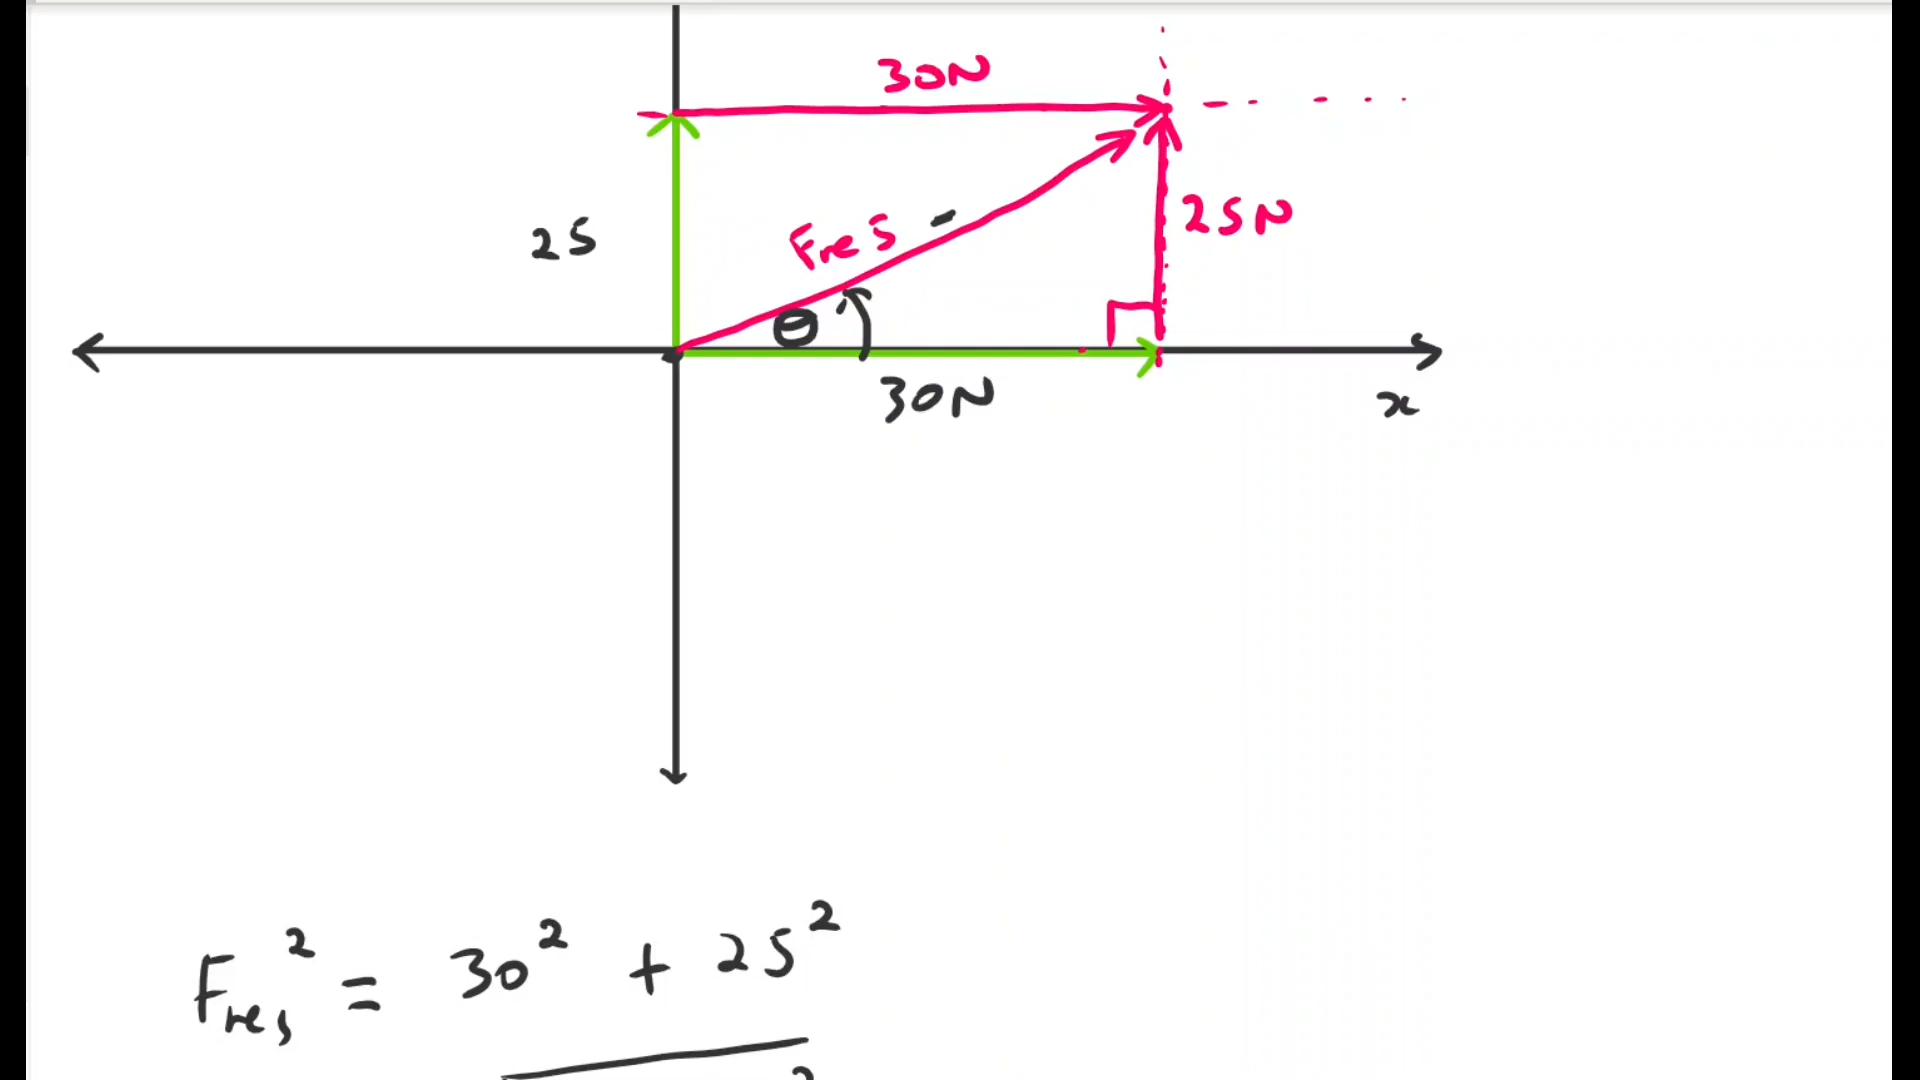 30N
25N
Fres
25
θ
30N
x
Fres² = 30² + 25²